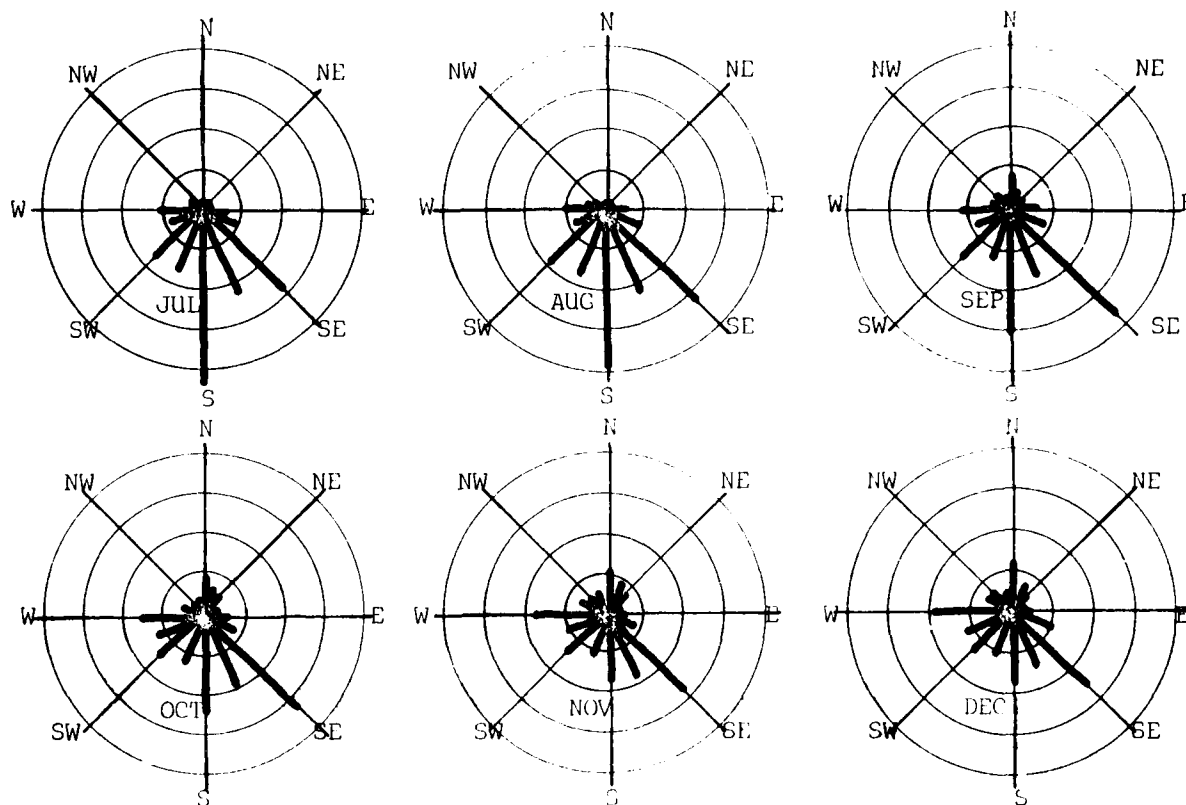 N N N
NW NE NW NE NW NE
W E W E W E
JUL AUG SEP
SW SE SW SE SW SE
S S S
N N N
NW NE NW NE NW NE
W E W E W E
OCT NOV DEC
SW SE SW SE SW SE
S S S